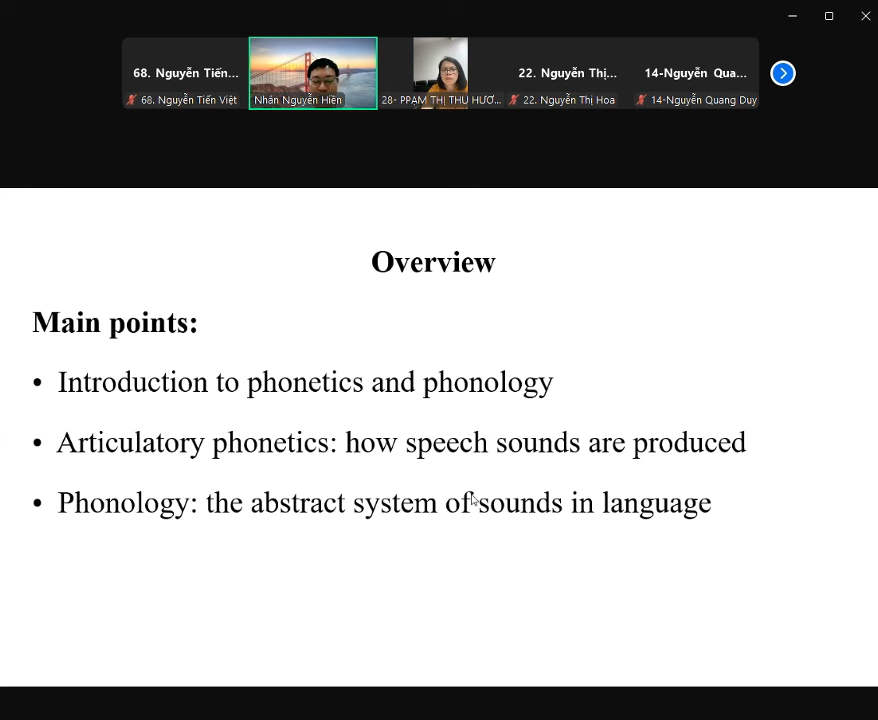 68. Nguyễn Tiến...
22. Nguyễn Thị...
14-Nguyễn Qua...
68. Nguyễn Tiến Việt
Nhân Nguyễn Hiền
28- PPẠM THỊ THU HƯƠ...
22. Nguyễn Thị Hoa
14-Nguyễn Quang Duy
Overview
Main points:
• Introduction to phonetics and phonology
• Articulatory phonetics: how speech sounds are produced
• Phonology: the abstract system of sounds in language